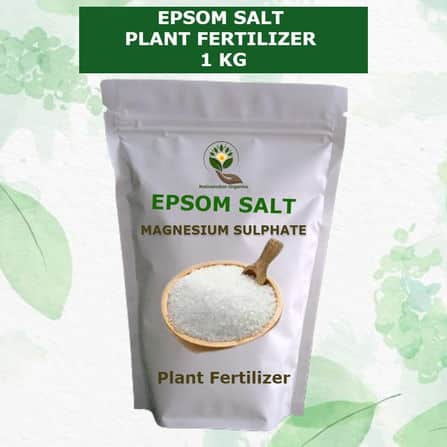 EPSOM SALT
PLANT FERTILIZER
1 KG
EPSOM SALT
MAGNESIUM SULPHATE
Plant Fertilizer